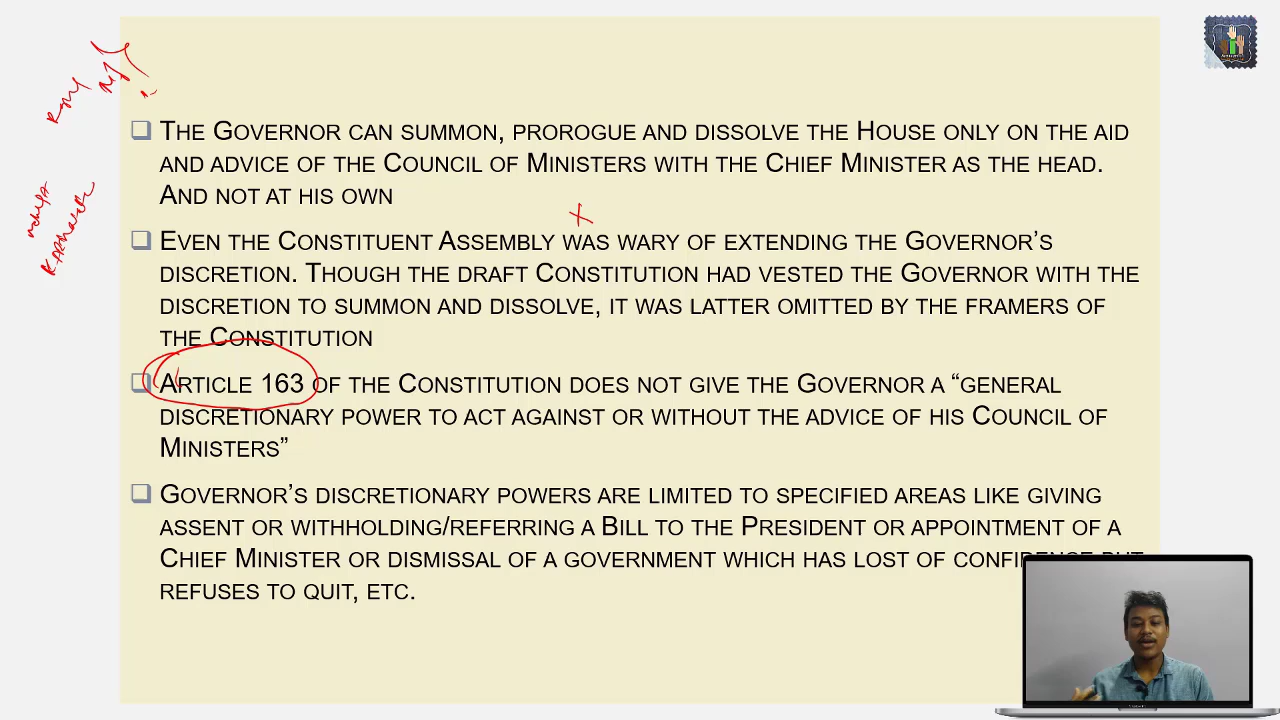 THE GOVERNOR CAN SUMMON, PROROGUE AND DISSOLVE THE HOUSE ONLY ON THE AID
AND ADVICE OF THE COUNCIL OF MINISTERS WITH THE CHIEF MINISTER AS THE HEAD.
AND NOT AT HIS OWN
EVEN THE CONSTITUENT ASSEMBLY WAS WARY OF EXTENDING THE GOVERNOR'S
DISCRETION. THOUGH THE DRAFT CONSTITUTION HAD VESTED THE GOVERNOR WITH THE
DISCRETION TO SUMMON AND DISSOLVE, IT WAS LATTER OMITTED BY THE FRAMERS OF
THE CONSTITUTION
ARTICLE 163 OF THE CONSTITUTION DOES NOT GIVE THE GOVERNOR A “GENERAL
DISCRETIONARY POWER TO ACT AGAINST OR WITHOUT THE ADVICE OF HIS COUNCIL OF
MINISTERS”
GOVERNOR'S DISCRETIONARY POWERS ARE LIMITED TO SPECIFIED AREAS LIKE GIVING
ASSENT OR WITHHOLDING/REFERRING A BILL TO THE PRESIDENT OR APPOINTMENT OF A
CHIEF MINISTER OR DISMISSAL OF A GOVERNMENT WHICH HAS LOST OF
REFUSES TO QUIT, ETC.